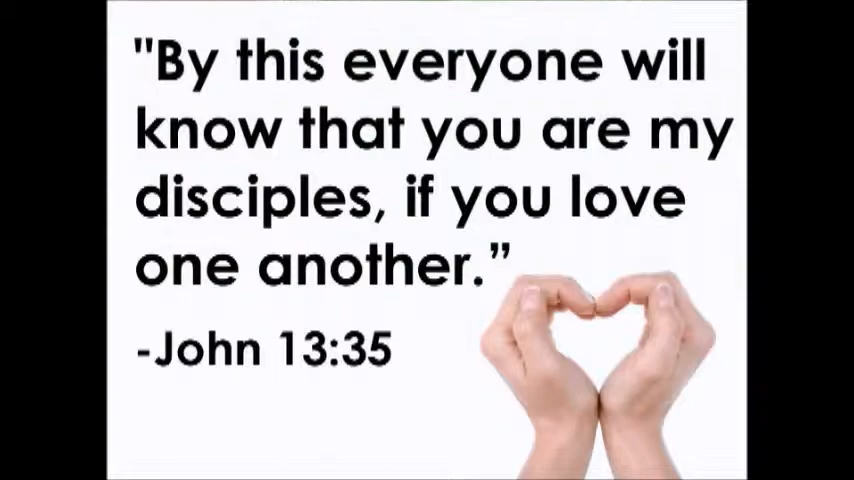 "By this everyone will
know that you are my
disciples, if you love
one another.”
-John 13:35